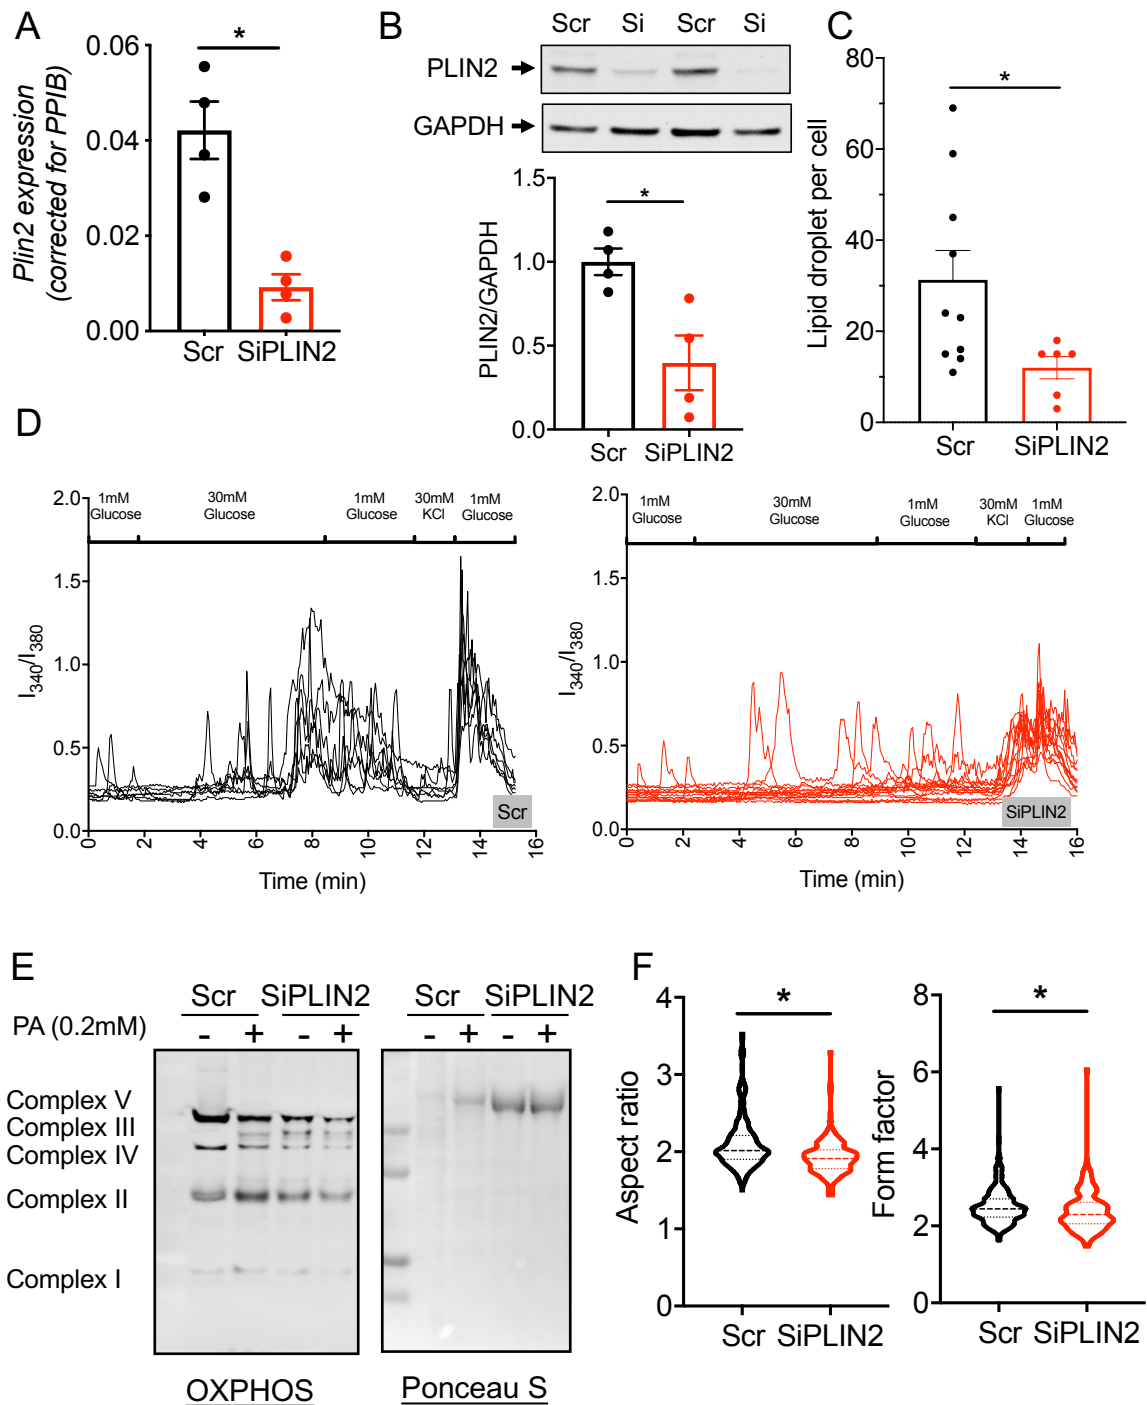 A
Plin2 expression
(corrected for PPIB)
0.06
0.04
0.02
0.00
*
Scr SiPLIN2
B
Scr Si Scr Si
PLIN2
GAPDH
PLIN2/GAPDH
1.5
1.0
0.5
0.0
*
Scr SiPLIN2
C
Lipid droplet per cell
80
60
40
20
0
*
Scr SiPLIN2
D
1mM
Glucose
30mM
Glucose
1mM
Glucose
30mM
KCl
1mM
Glucose
I340/I380
2.0
1.5
1.0
0.5
0.0
Scr
0 2 4 6 8 10 12 14 16
Time (min)
1mM
Glucose
30mM
Glucose
1mM
Glucose
30mM
KCl
1mM
Glucose
I340/I380
2.0
1.5
1.0
0.5
0.0
SiPLIN2
0 2 4 6 8 10 12 14 16
Time (min)
E
Scr SiPLIN2 Scr SiPLIN2
PA (0.2mM) - + - + - + - +
Complex V
Complex III
Complex IV
Complex II
Complex I
OXPHOS Ponceau S
F
Aspect ratio
4
3
2
1
0
*
Scr SiPLIN2
Form factor
8
6
4
2
0
*
Scr SiPLIN2